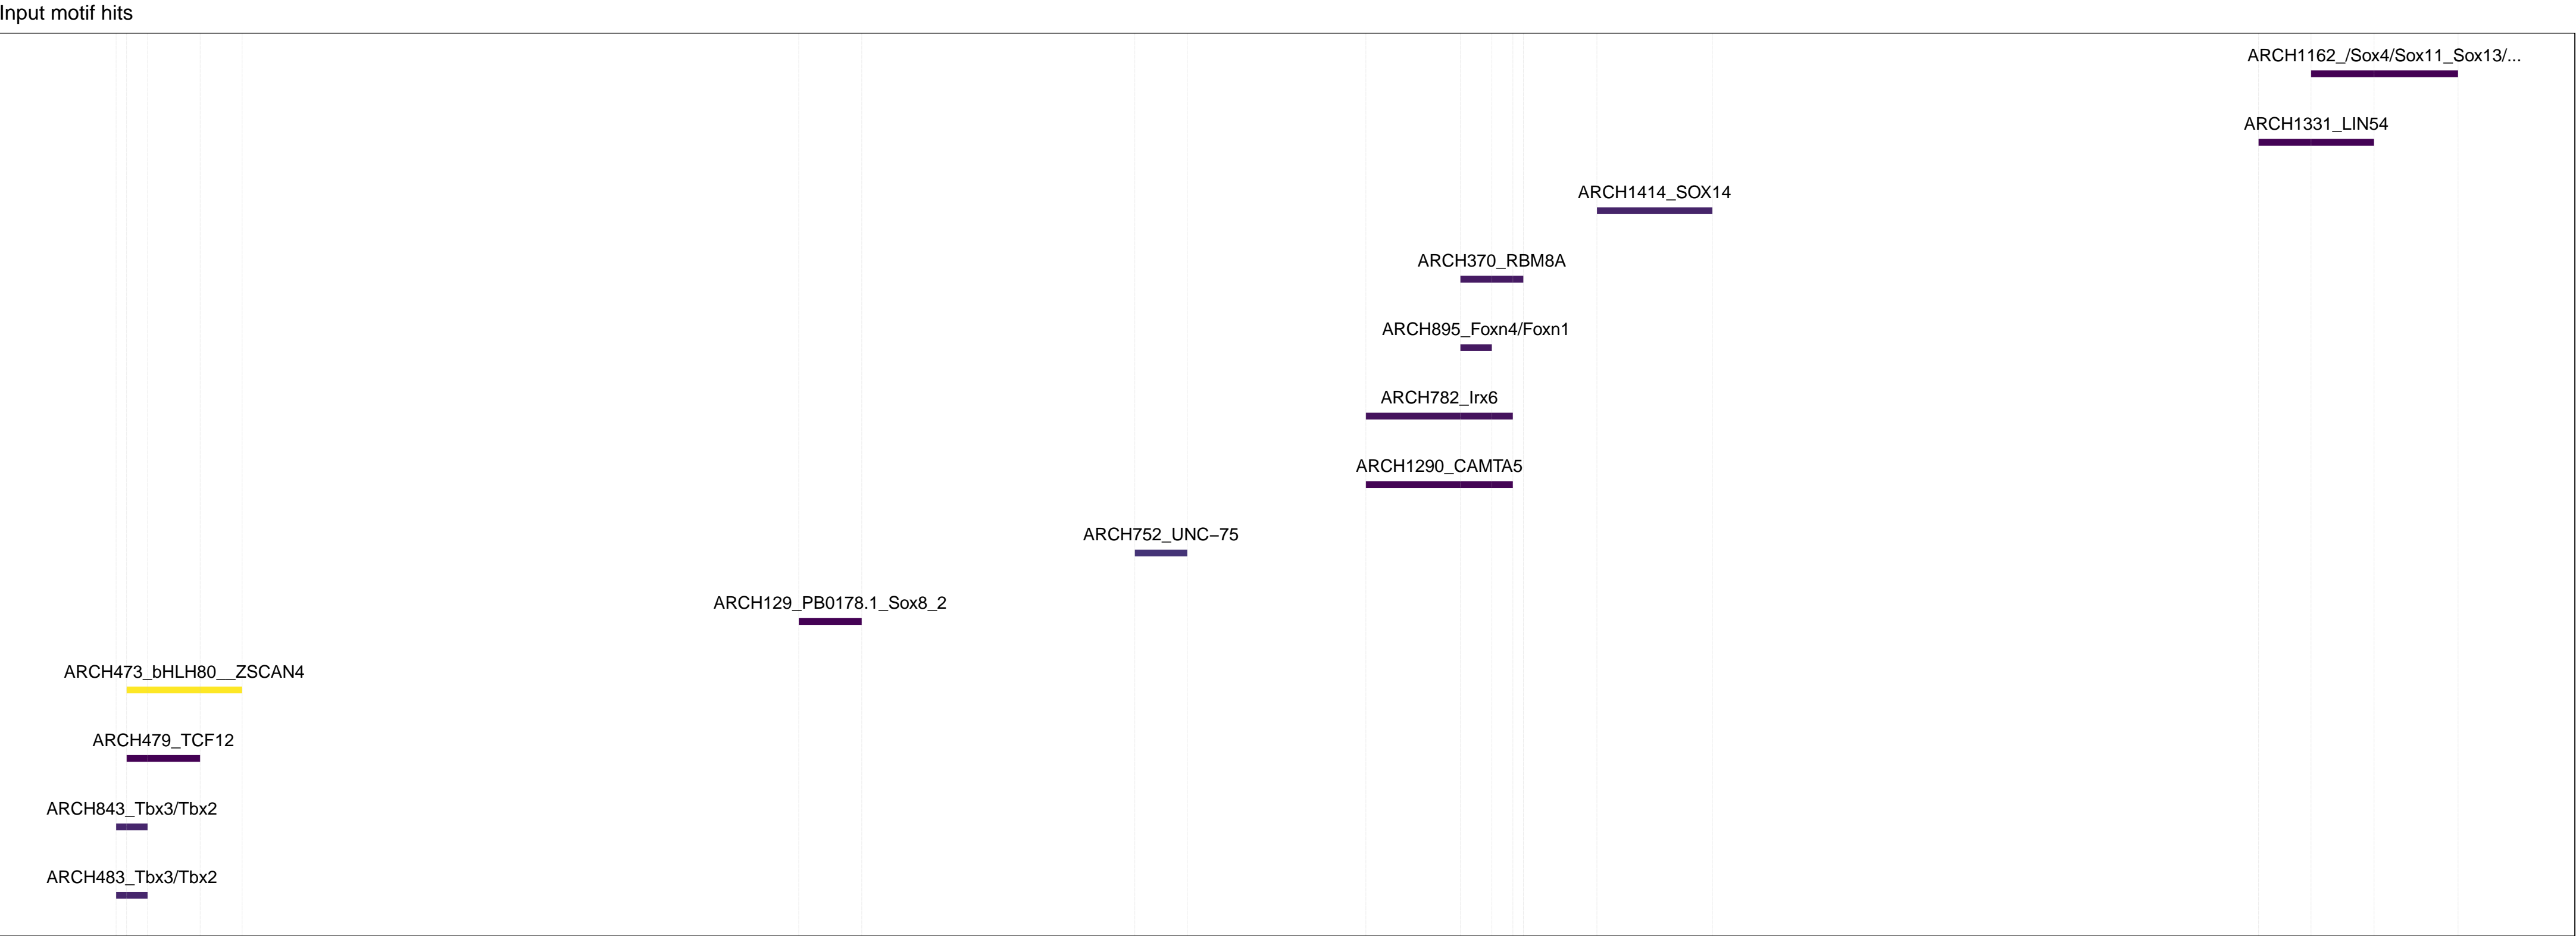 Input motif hits
ARCH1162_/Sox4/Sox11_Sox13/...
ARCH1331_LIN54
ARCH1414_SOX14
ARCH370_RBM8A
ARCH895_Foxn4/Foxn1
ARCH782_Irx6
ARCH1290_CAMTA5
ARCH752_UNC−75
ARCH129_PB0178.1_Sox8_2
ARCH473_bHLH80__ZSCAN4
ARCH479_TCF12
ARCH843_Tbx3/Tbx2
ARCH483_Tbx3/Tbx2